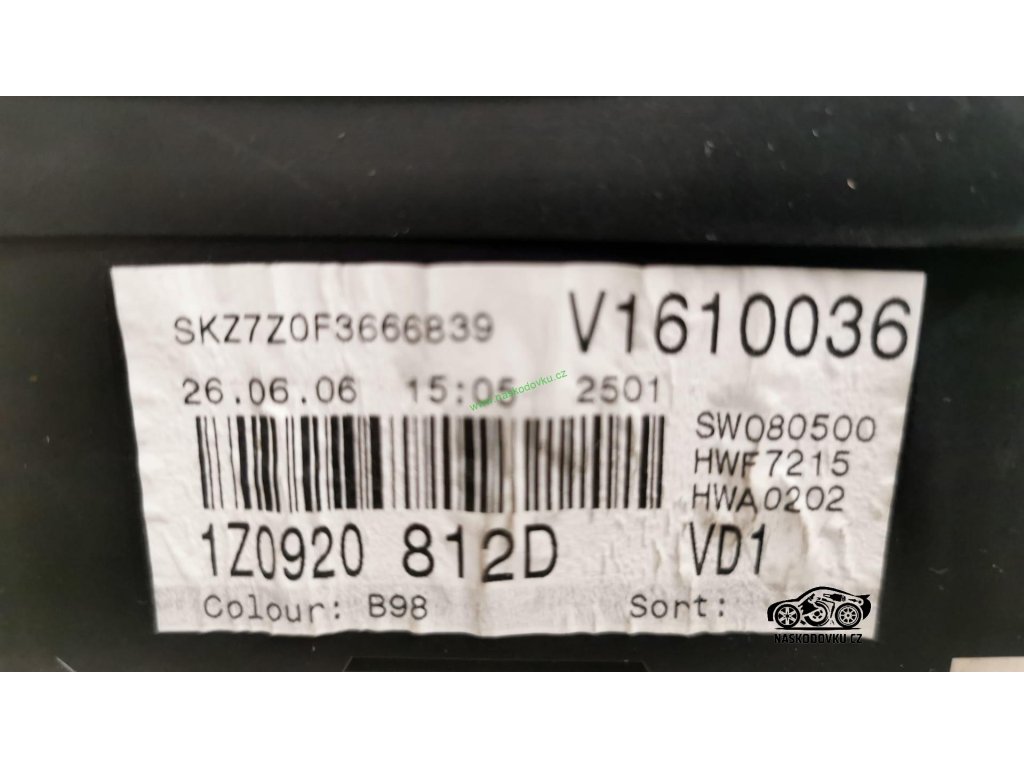 SKZ7Z0F3666839 V1610036
26.06.06 15:05 2501
www.naskodovku.cz
SW080500
HWF7215
HWA0202
1Z0920 812D VD1
Colour: B98 Sort:
NASKODOVKU.CZ